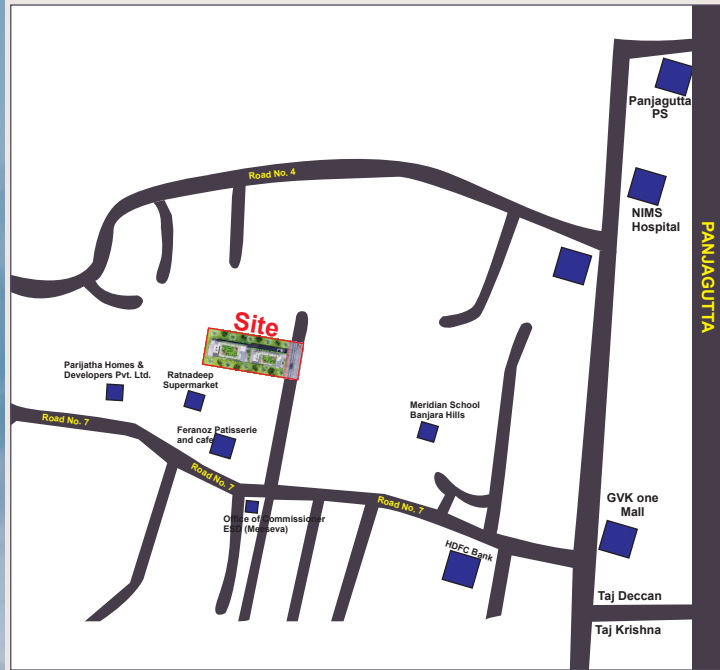 Panjagutta
PS
Road No. 4
NIMS
Hospital
PANJAGUTTA
Site
Parijatha Homes &
Developers Pvt. Ltd.
Ratnadeep
Supermarket
Meridian School
Banjara Hills
Road No. 7
Feranoz Patisserie
and cafe
Road No. 7
Road No. 7
GVK one
Mall
Office of Commissioner
ESD (Meeseva)
HDFC Bank
Taj Deccan
Taj Krishna